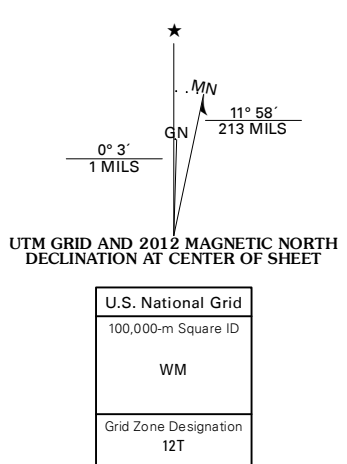 ★
MN
GN
11° 58´
213 MILS
0° 3´
1 MILS
UTM GRID AND 2012 MAGNETIC NORTH
DECLINATION AT CENTER OF SHEET
U.S. National Grid
100,000-m Square ID
WM
Grid Zone Designation
12T